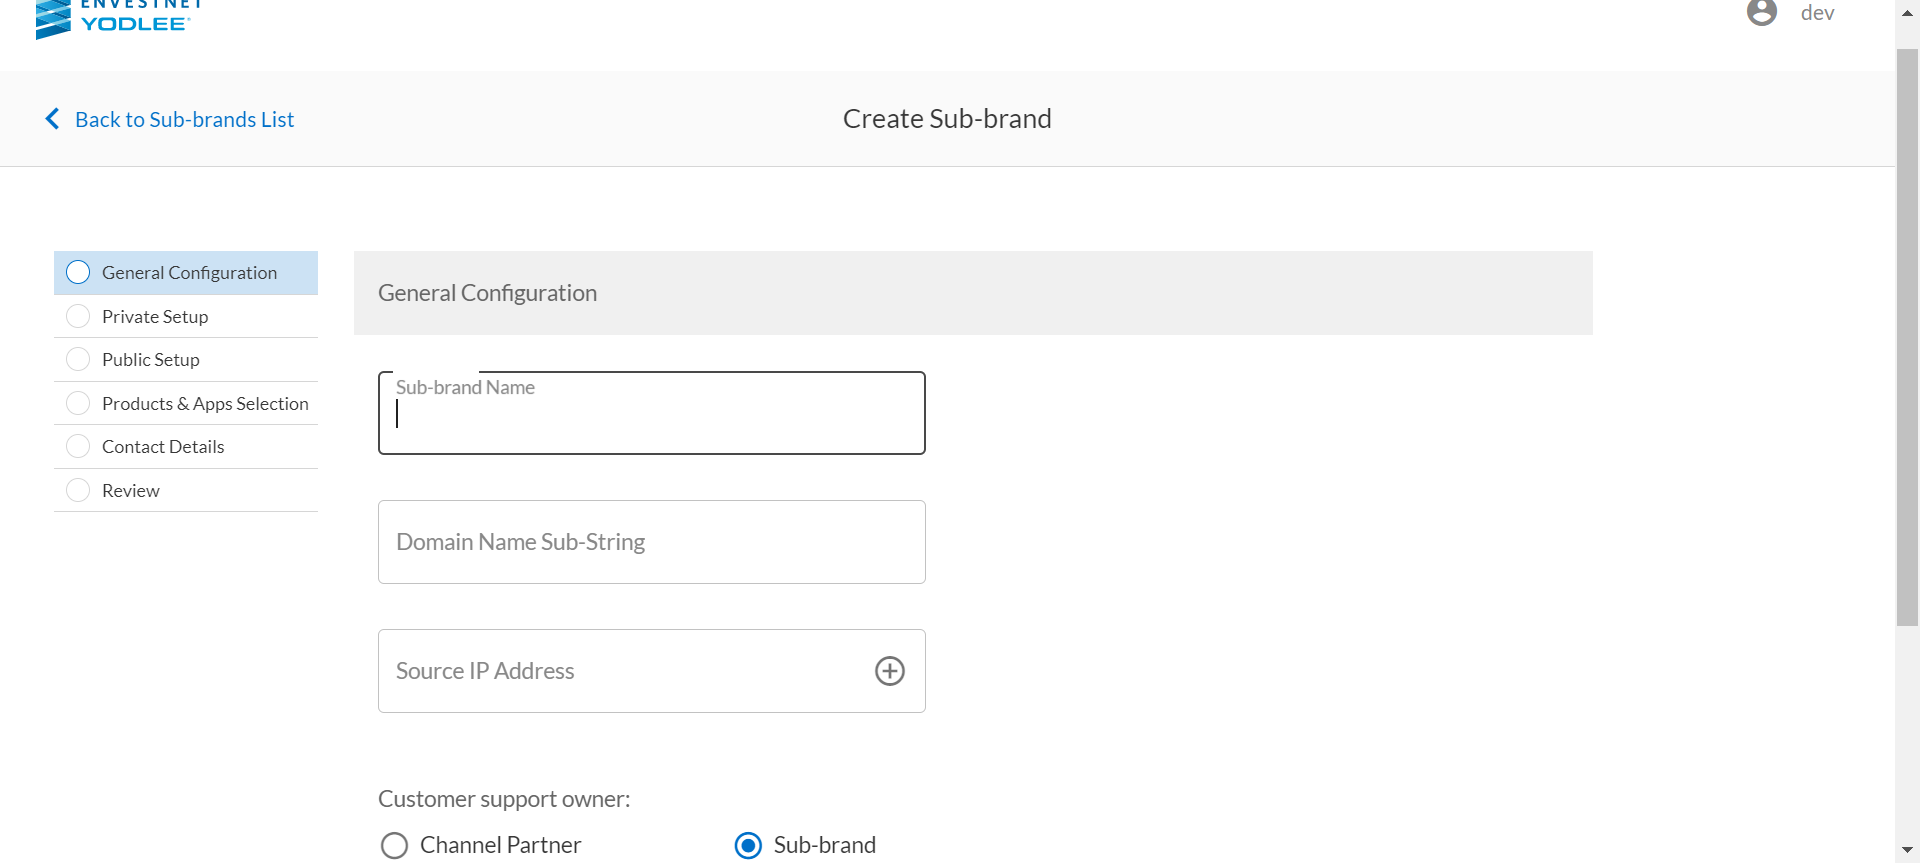 ENVESTNET
YODLEE
dev
Back to Sub-brands List
Create Sub-brand
General Configuration
Private Setup
Public Setup
Products & Apps Selection
Contact Details
Review
General Configuration
Sub-brand Name
Domain Name Sub-String
Source IP Address
Customer support owner:
Channel Partner
Sub-brand